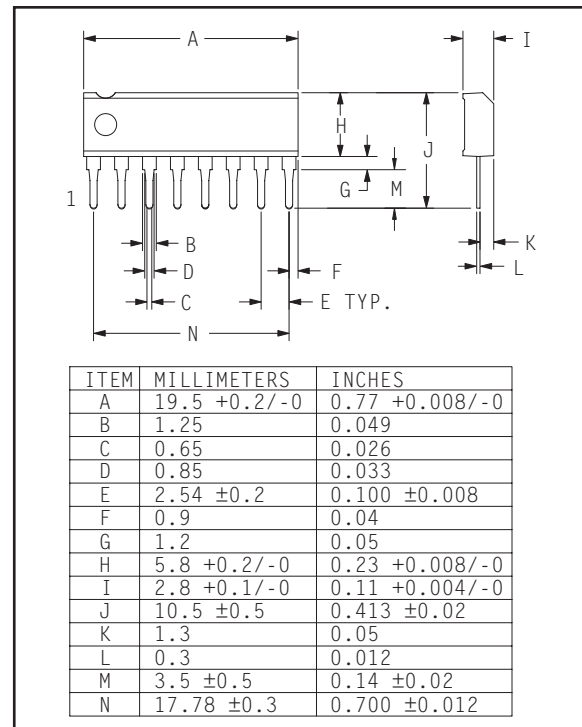 A
I
H
J
G
M
1
B
K
D
F
L
C
E TYP.
N
ITEM MILLIMETERS INCHES
A 19.5 +0.2/-0 0.77 +0.008/-0
B 1.25 0.049
C 0.65 0.026
D 0.85 0.033
E 2.54 ±0.2 0.100 ±0.008
F 0.9 0.04
G 1.2 0.05
H 5.8 +0.2/-0 0.23 +0.008/-0
I 2.8 +0.1/-0 0.11 +0.004/-0
J 10.5 ±0.5 0.413 ±0.02
K 1.3 0.05
L 0.3 0.012
M 3.5 ±0.5 0.14 ±0.02
N 17.78 ±0.3 0.700 ±0.012